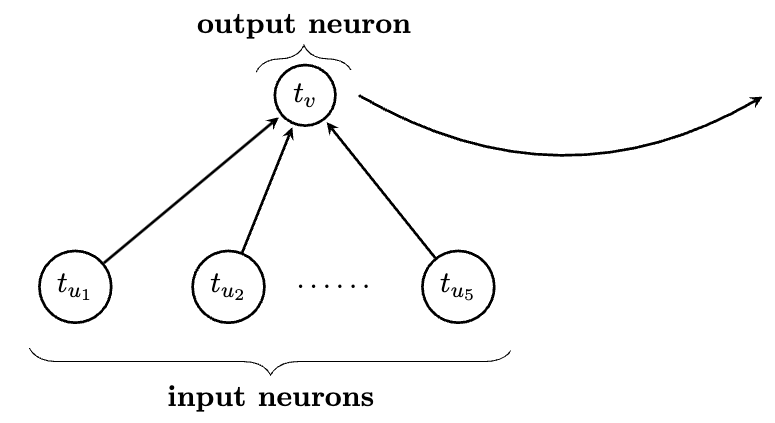 output neuron
t_v
t_{u_1} t_{u_2} ...... t_{u_5}
input neurons